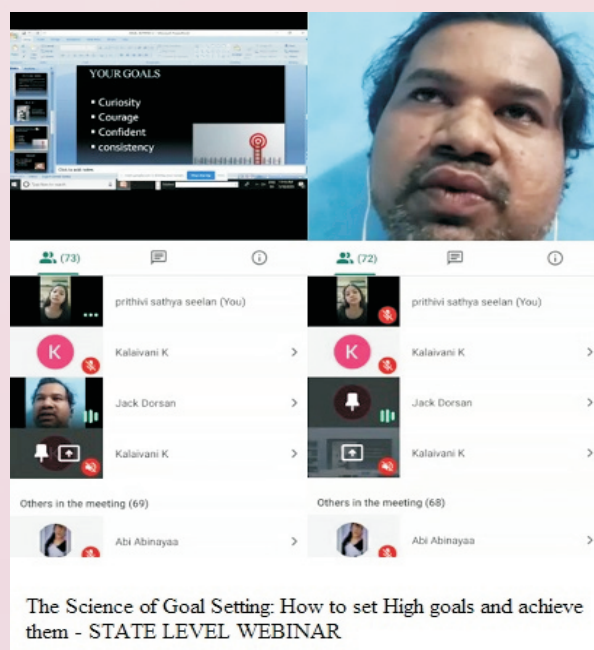 YOUR GOALS
▪ Curiosity
▪ Courage
▪ Confident
▪ consistency
(73)
prithivi sathya seelan (You)
K
Kalaivani K
Jack Dorsan
Kalaivani K
Others in the meeting (69)
Abi Abinayaa
(72)
prithivi sathya seelan (You)
K
Kalaivani K
Jack Dorsan
Kalaivani K
Others in the meeting (68)
Abi Abinayaa
The Science of Goal Setting: How to set High goals and achieve
them - STATE LEVEL WEBINAR